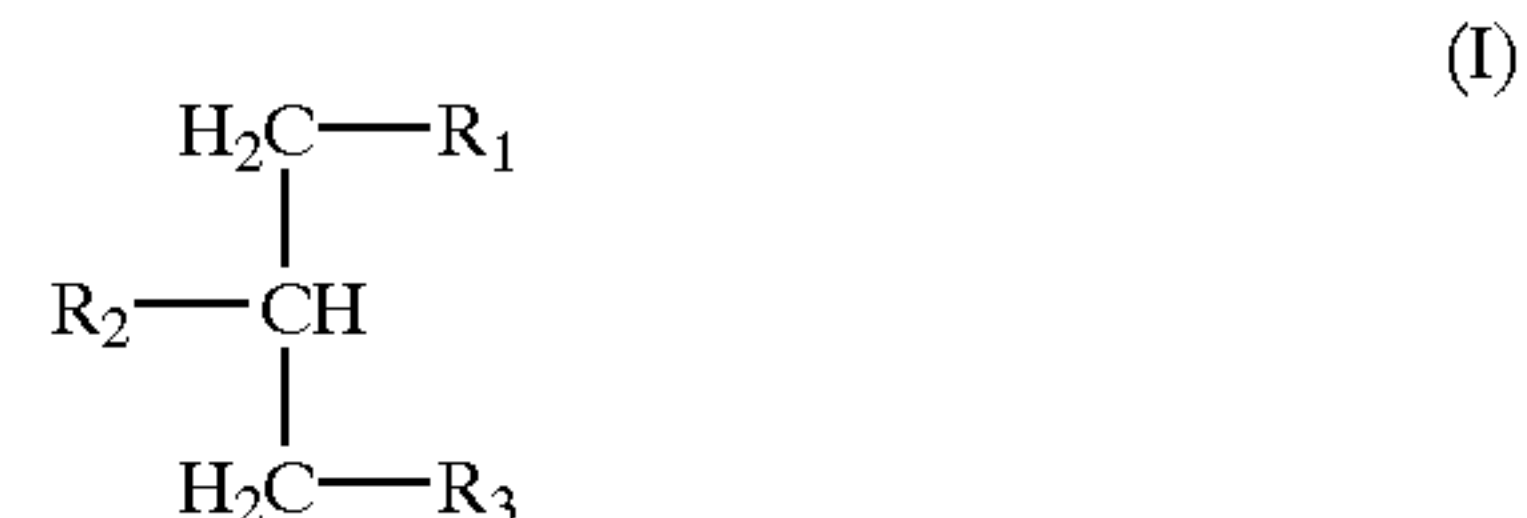 (I)
H₂C—R₁
R₂—CH
H₂C—R₃